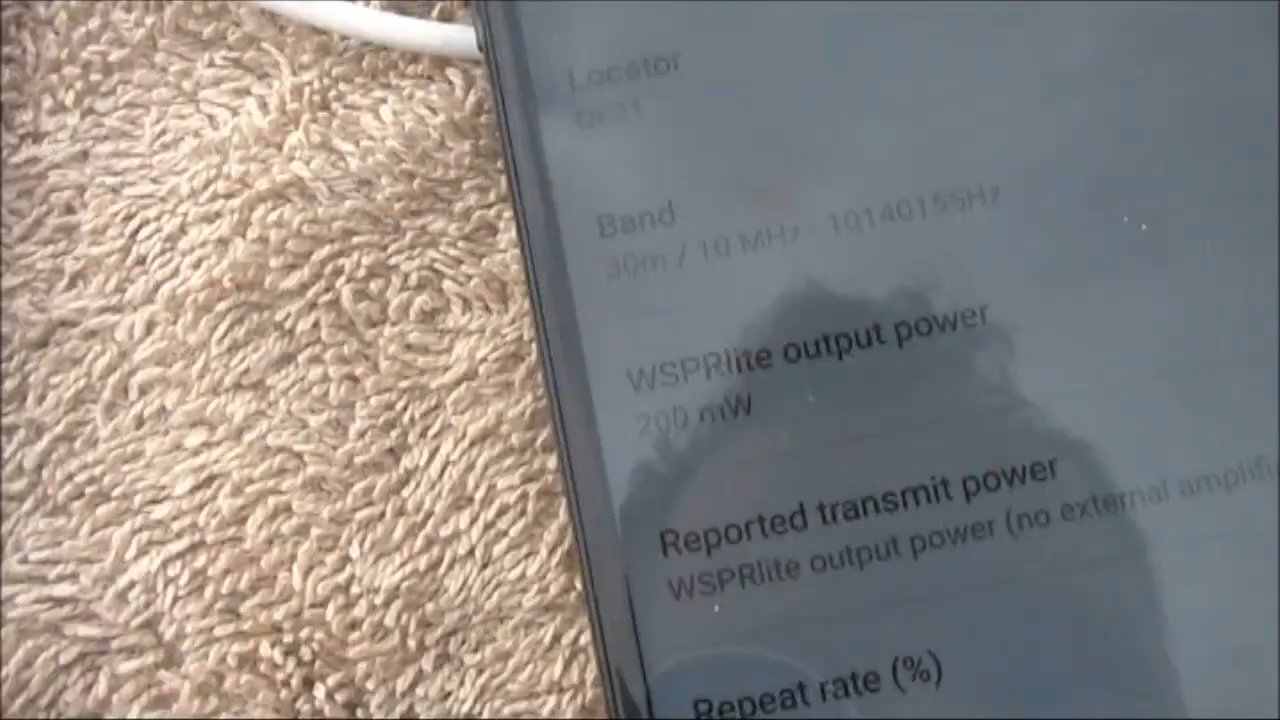 Locator
Band
30m / 10 MHz - 10140155Hz
WSPRlite output power
200 mW
Reported transmit power
WSPRlite output power (no external
Repeat rate (%)